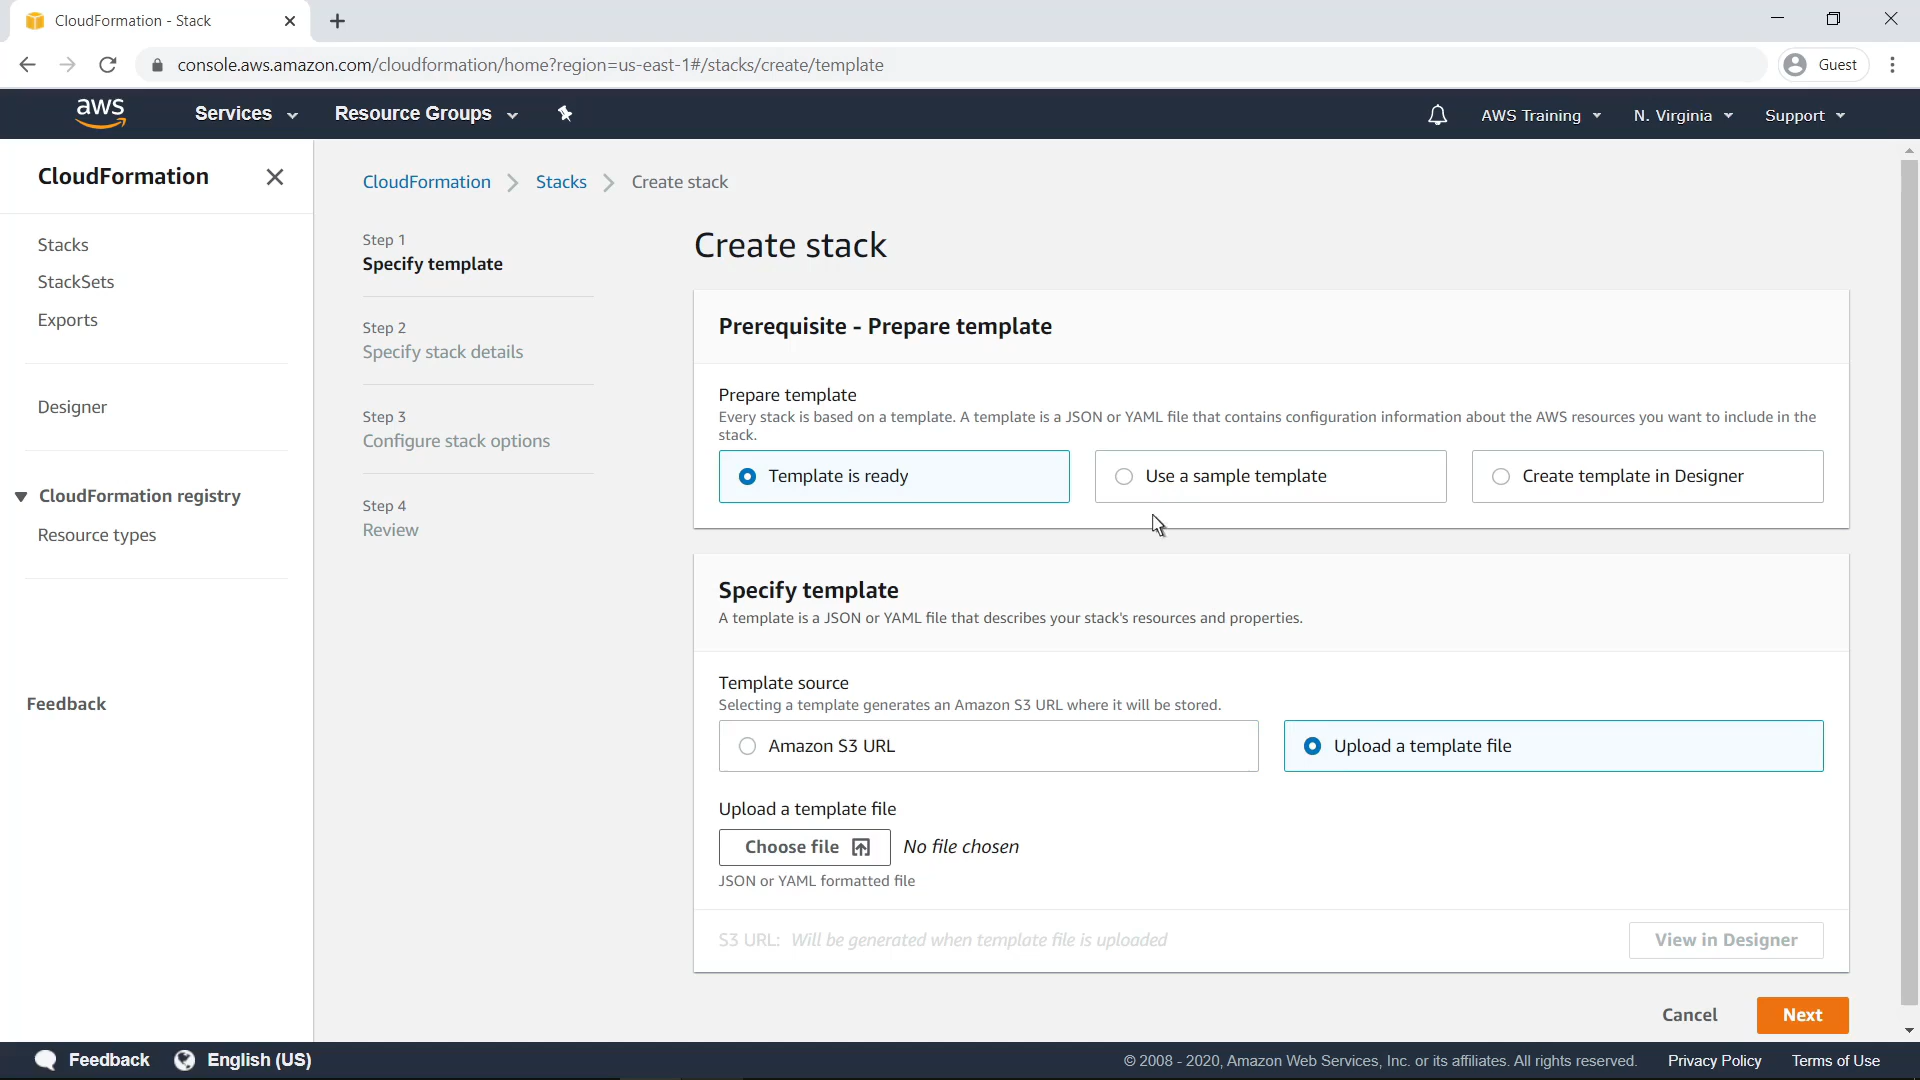 CloudFormation - Stack
console.aws.amazon.com/cloudformation/home?region=us-east-1#/stacks/create/template
Guest
aws
Services
Resource Groups
AWS Training
N. Virginia
Support
CloudFormation
Stacks
StackSets
Exports
Designer
CloudFormation registry
Resource types
Feedback
CloudFormation
Stacks
Create stack
Step 1
Specify template
Step 2
Specify stack details
Step 3
Configure stack options
Step 4
Review
Create stack
Prerequisite - Prepare template
Prepare template
Every stack is based on a template. A template is a JSON or YAML file that contains configuration information about the AWS resources you want to include in the
stack.
Template is ready
Use a sample template
Create template in Designer
Specify template
A template is a JSON or YAML file that describes your stack's resources and properties.
Template source
Selecting a template generates an Amazon S3 URL where it will be stored.
Amazon S3 URL
Upload a template file
Upload a template file
Choose file
No file chosen
JSON or YAML formatted file
S3 URL: Will be generated when template file is uploaded
View in Designer
Cancel
Next
Feedback
English (US)
© 2008 - 2020, Amazon Web Services, Inc. or its affiliates. All rights reserved.
Privacy Policy
Terms of Use